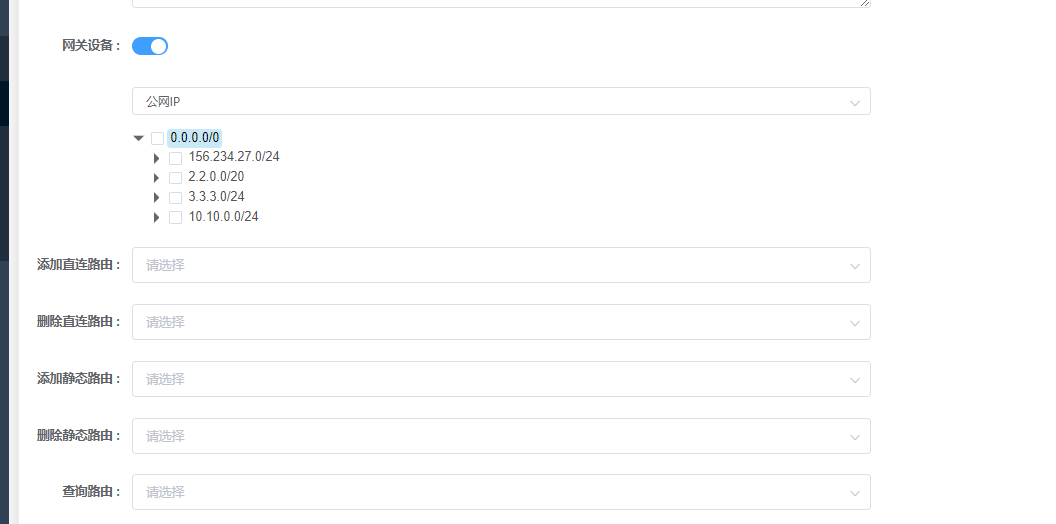 网关设备：
公网IP
0.0.0.0/0
156.234.27.0/24
2.2.0.0/20
3.3.3.0/24
10.10.0.0/24
添加直连路由：
请选择
删除直连路由：
请选择
添加静态路由：
请选择
删除静态路由：
请选择
查询路由：
请选择